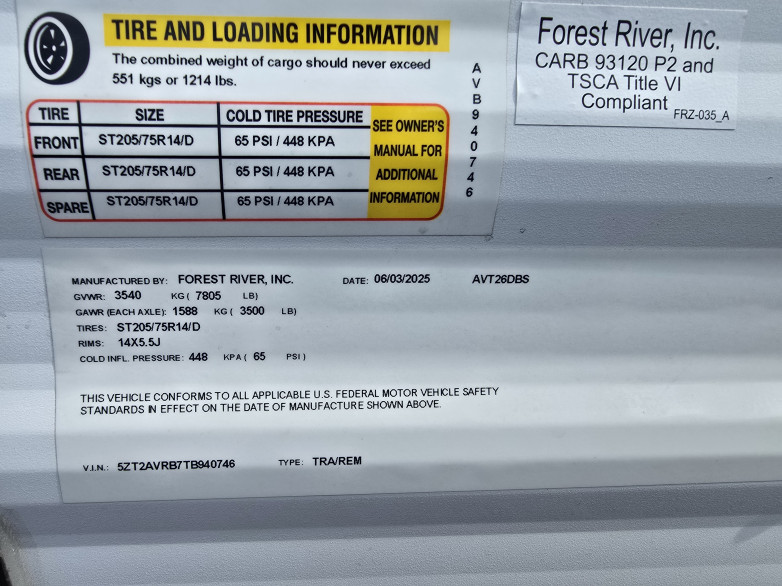 TIRE AND LOADING INFORMATION
The combined weight of cargo should never exceed
551 kgs or 1214 lbs.
TIRE SIZE COLD TIRE PRESSURE SEE OWNER'S MANUAL FOR ADDITIONAL INFORMATION
FRONT ST205/75R14/D 65 PSI / 448 KPA
REAR ST205/75R14/D 65 PSI / 448 KPA
SPARE ST205/75R14/D 65 PSI / 448 KPA
AVB940746
Forest River, Inc.
CARB 93120 P2 and
TSCA Title VI
Compliant
FRZ-035_A
MANUFACTURED BY: FOREST RIVER, INC. DATE: 06/03/2025 AVT26DBS
GVWR: 3540 KG ( 7805 LB)
GAWR (EACH AXLE): 1588 KG ( 3500 LB)
TIRES: ST205/75R14/D
RIMS: 14X5.5J
COLD INFL. PRESSURE: 448 KPA ( 65 PSI )
THIS VEHICLE CONFORMS TO ALL APPLICABLE U.S. FEDERAL MOTOR VEHICLE SAFETY
STANDARDS IN EFFECT ON THE DATE OF MANUFACTURE SHOWN ABOVE.
V.I.N.: 5ZT2AVRB7TB940746 TYPE: TRA/REM